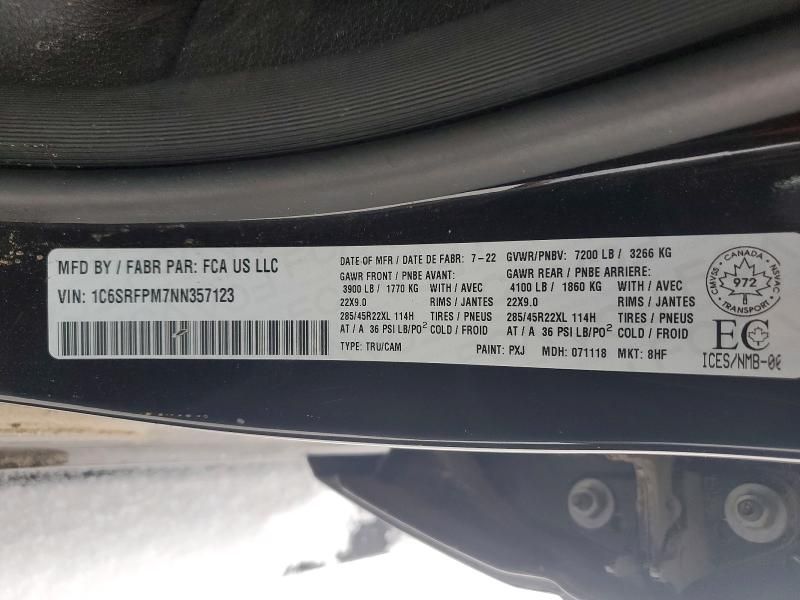 MFD BY / FABR PAR: FCA US LLC
VIN: 1C6SRFPM7NN357123
DATE OF MFR / DATE DE FABR: 7-22 GVWR/PNBV: 7200 LB / 3266 KG
GAWR FRONT / PNBE AVANT: GAWR REAR / PNBE ARRIERE:
3900 LB / 1770 KG WITH / AVEC 4100 LB / 1860 KG WITH / AVEC
22X9.0 RIMS / JANTES 22X9.0 RIMS / JANTES
285/45R22XL 114H TIRES / PNEUS 285/45R22XL 114H TIRES / PNEUS
AT / A 36 PSI LB/PO² COLD / FROID AT / A 36 PSI LB/PO² COLD / FROID
TYPE: TRU/CAM PAINT: PXJ MDH: 071118 MKT: 8HF
CANADA
CMVSS NSVAC
972
EC
ICES/NMB-00